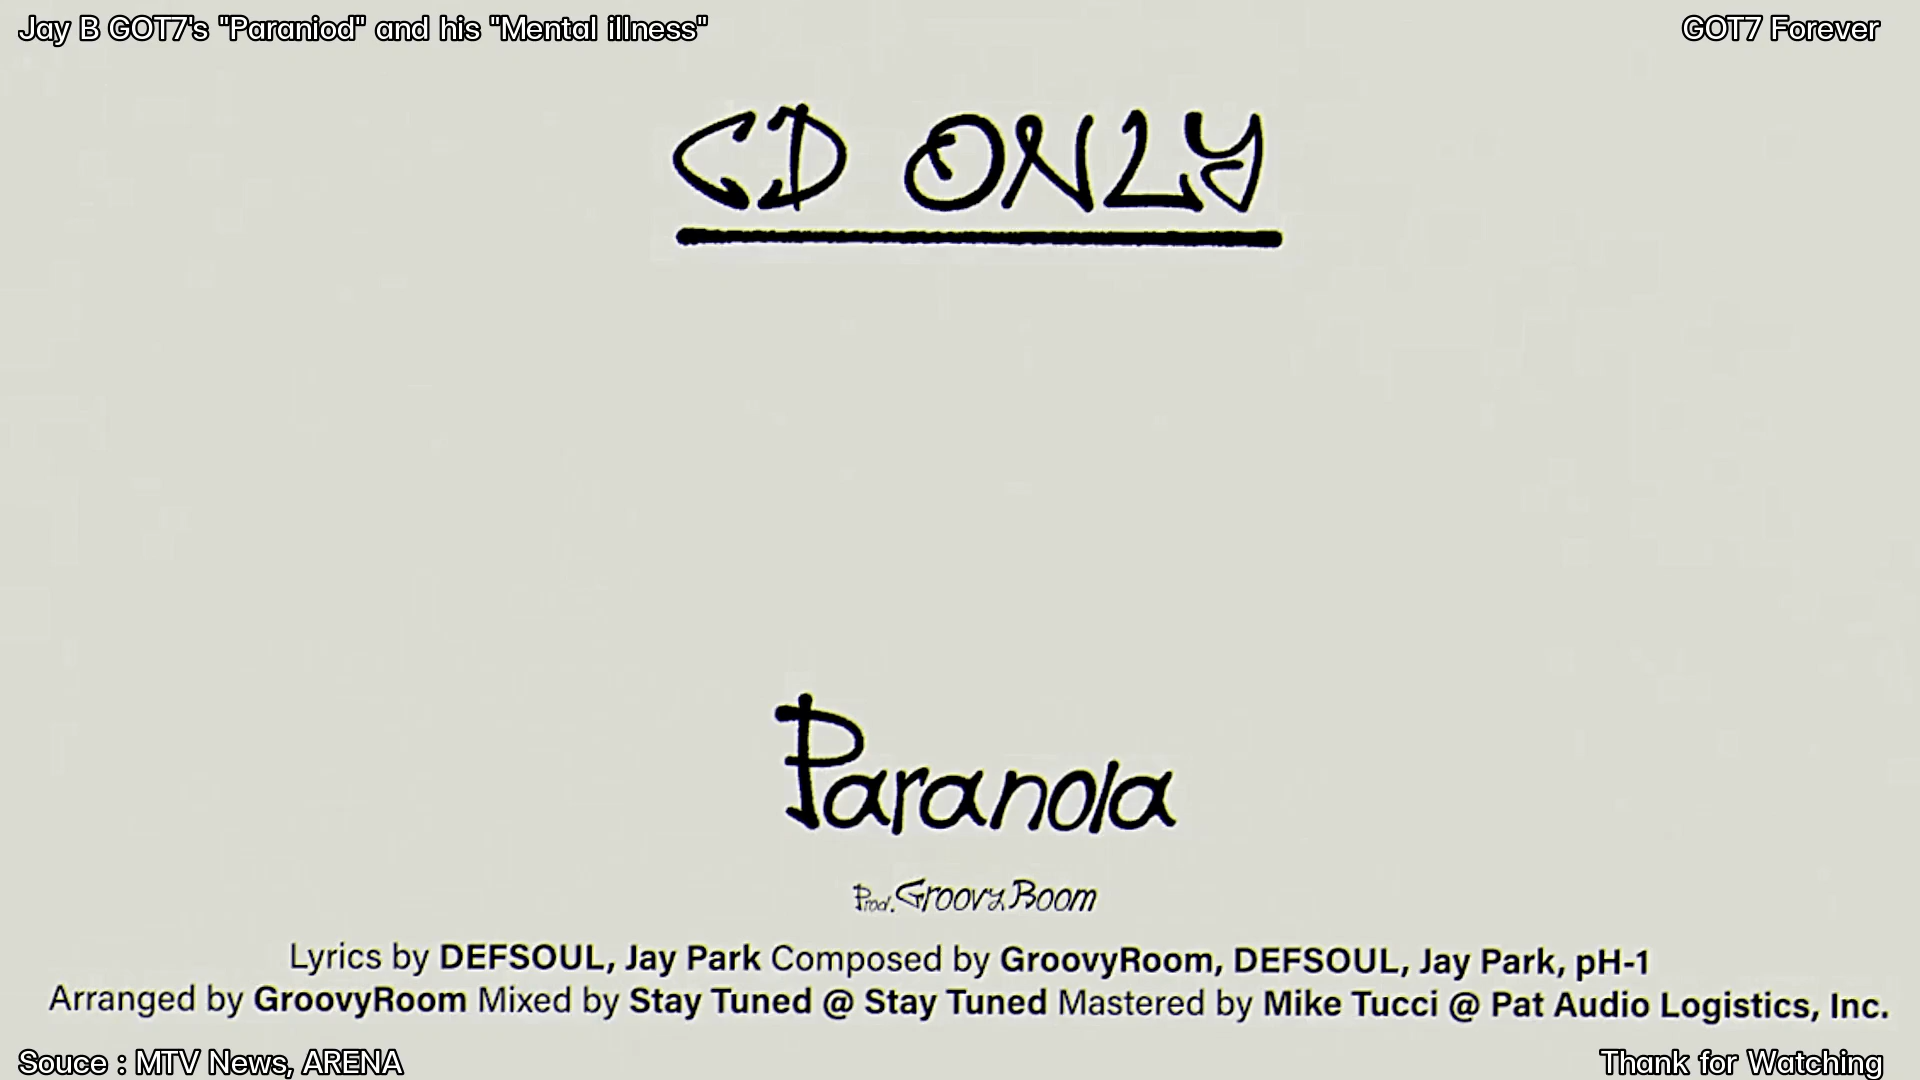 Jay B GOT7's "Paraniod" and his "Mental illness"
GOT7 Forever
CD ONLY
Paranoia
Prod. GroovyRoom
Lyrics by DEFSOUL, Jay Park Composed by GroovyRoom, DEFSOUL, Jay Park, pH-1
Arranged by GroovyRoom Mixed by Stay Tuned @ Stay Tuned Mastered by Mike Tucci @ Pat Audio Logistics, Inc.
Souce : MTV News, ARENA
Thank for Watching